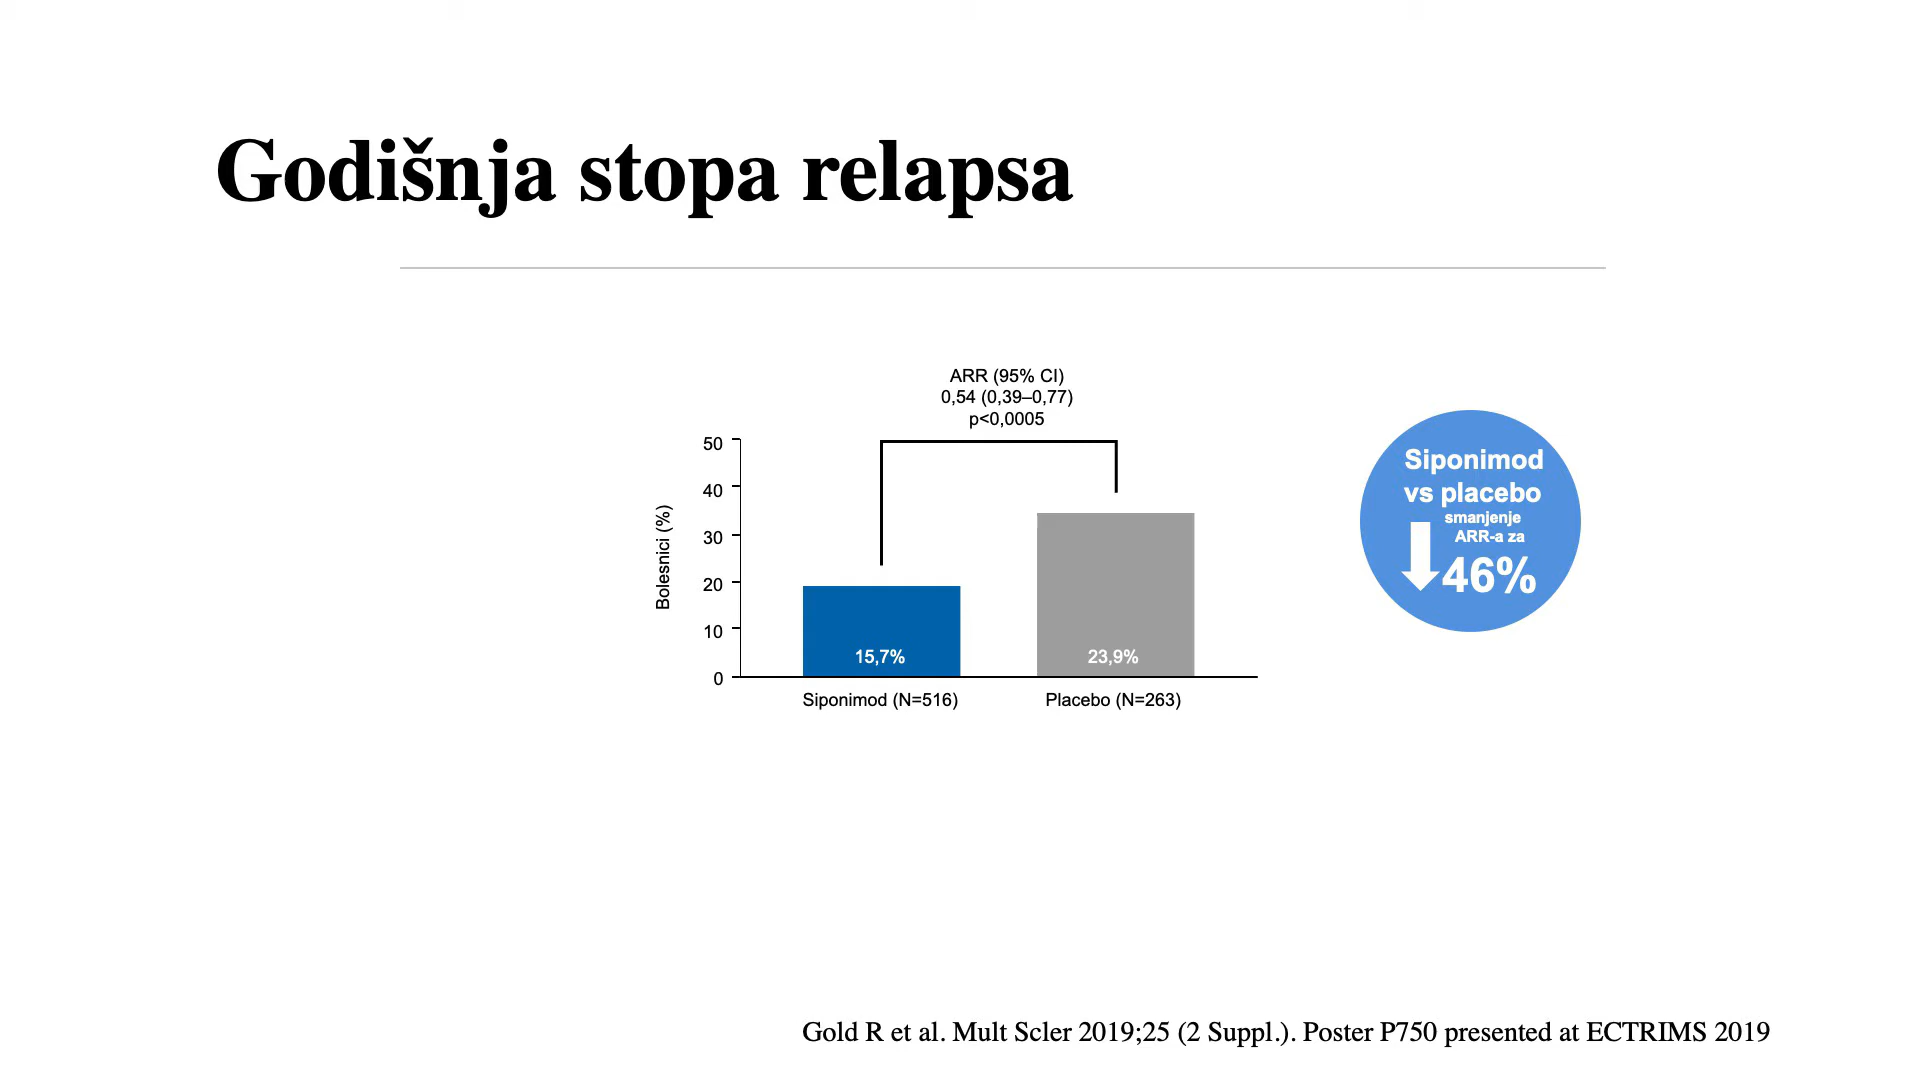 Godišnja stopa relapsa
ARR (95% CI)
0,54 (0,39–0,77)
p<0,0005
50
40
30
20
10
0
Bolesnici (%)
15,7%
23,9%
Siponimod (N=516)
Placebo (N=263)
Siponimod
vs placebo
smanjenje
ARR-a za
46%
Gold R et al. Mult Scler 2019;25 (2 Suppl.). Poster P750 presented at ECTRIMS 2019